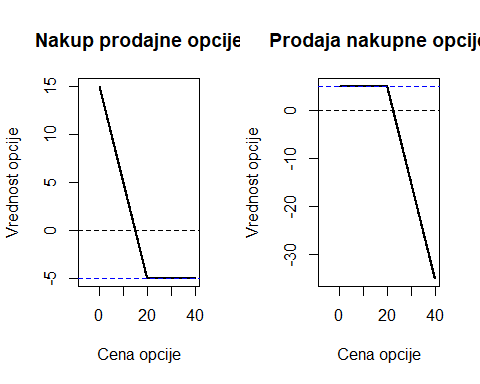 Nakup prodajne opcije
Vrednost opcije
15
10
5
0
-5
0
20
40
Cena opcije
Prodaja nakupne opcije
Vrednost opcije
0
-10
-20
-30
0
20
40
Cena opcije